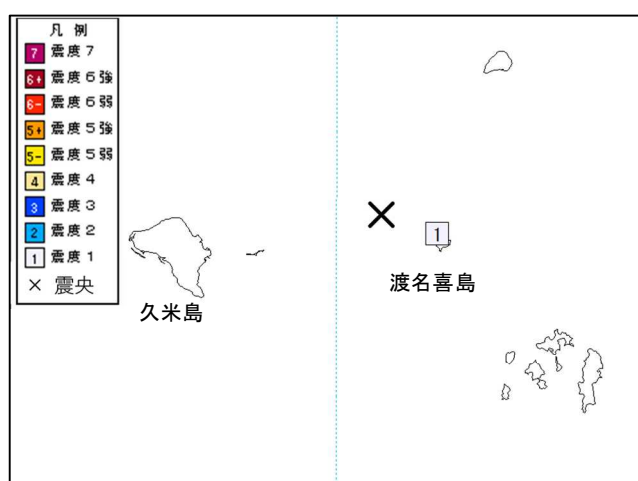 凡 例
7 震度7
6+ 震度6強
6- 震度6弱
5+ 震度5強
5- 震度5弱
4 震度4
3 震度3
2 震度2
1 震度1
× 震央
1
渡名喜島
久米島